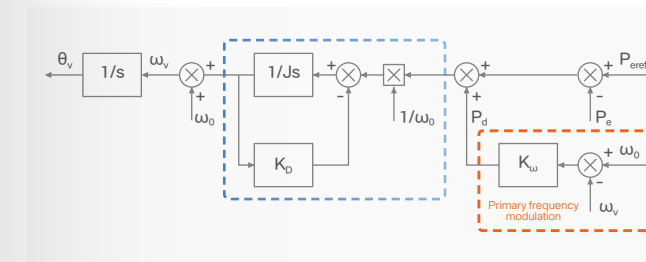 θv
1/s
ωv
+
+
ω0
1/Js
+
-
KD
1/ω0
+
+
Pd
+
-
Peref
Pe
Kω
+
ω0
-
ωv
Primary frequency
modulation